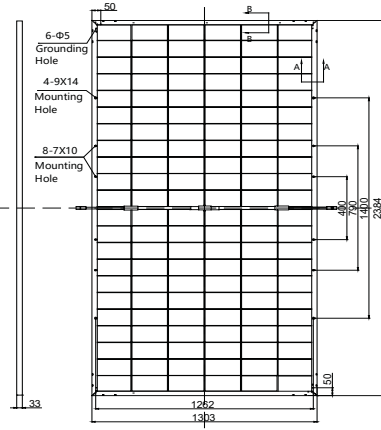 50
B
6-Φ5
Grounding
Hole
B
A
A
4-9X14
Mounting
Hole
8-7X10
Mounting
Hole
400
790
1400
2384
50
33
1262
1303